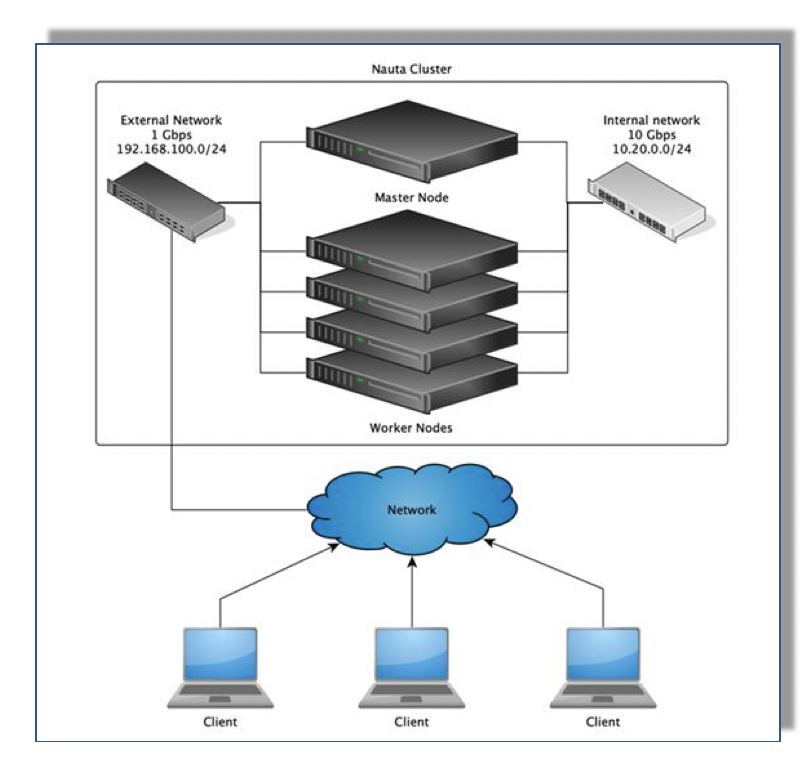 Nauta Cluster
External Network
1 Gbps
192.168.100.0/24
Internal network
10 Gbps
10.20.0.0/24
Master Node
Worker Nodes
Network
Client
Client
Client